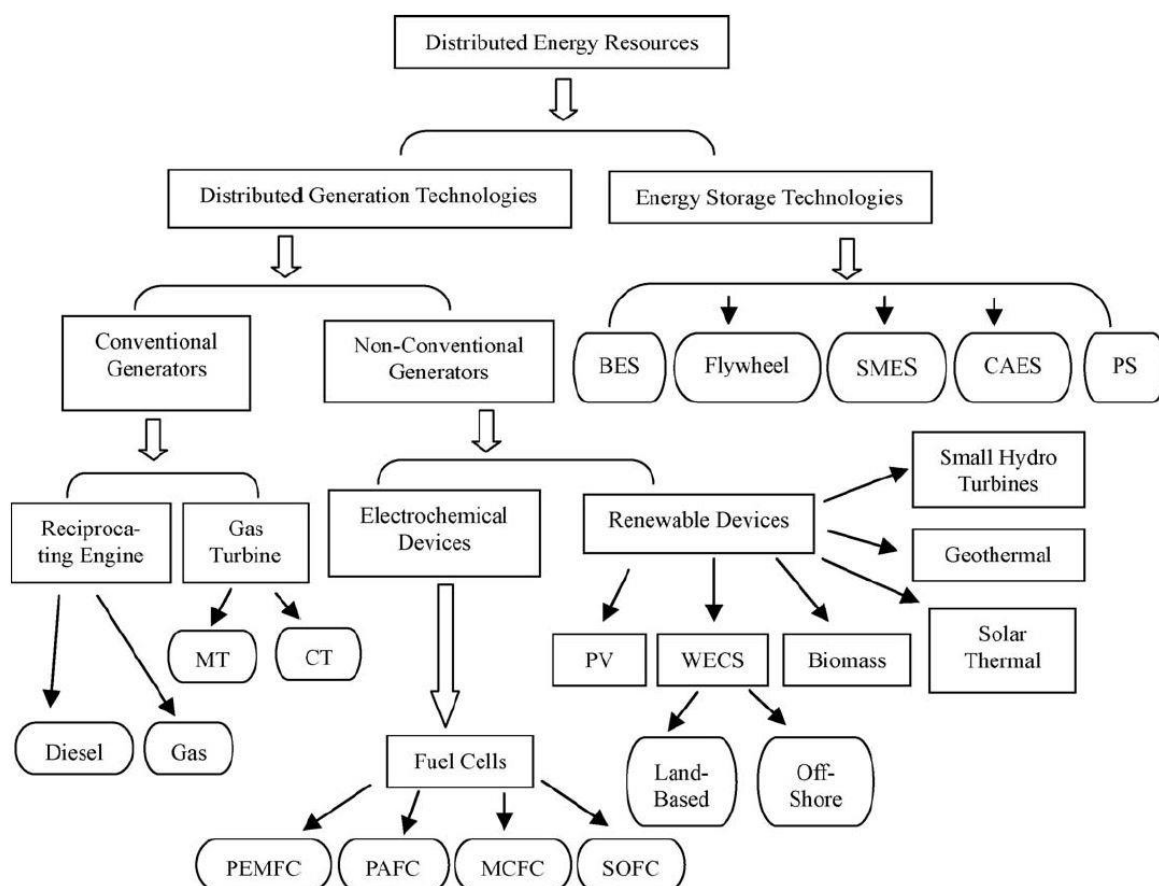 Distributed Energy Resources
Distributed Generation Technologies
Energy Storage Technologies
Conventional
Generators
Non-Conventional
Generators
BES
Flywheel
SMES
CAES
PS
Reciproca-
ting Engine
Gas
Turbine
Electrochemical
Devices
Renewable Devices
Small Hydro
Turbines
Geothermal
Solar
Thermal
MT
CT
PV
WECS
Biomass
Diesel
Gas
Fuel Cells
Land-
Based
Off-
Shore
PEMFC
PAFC
MCFC
SOFC